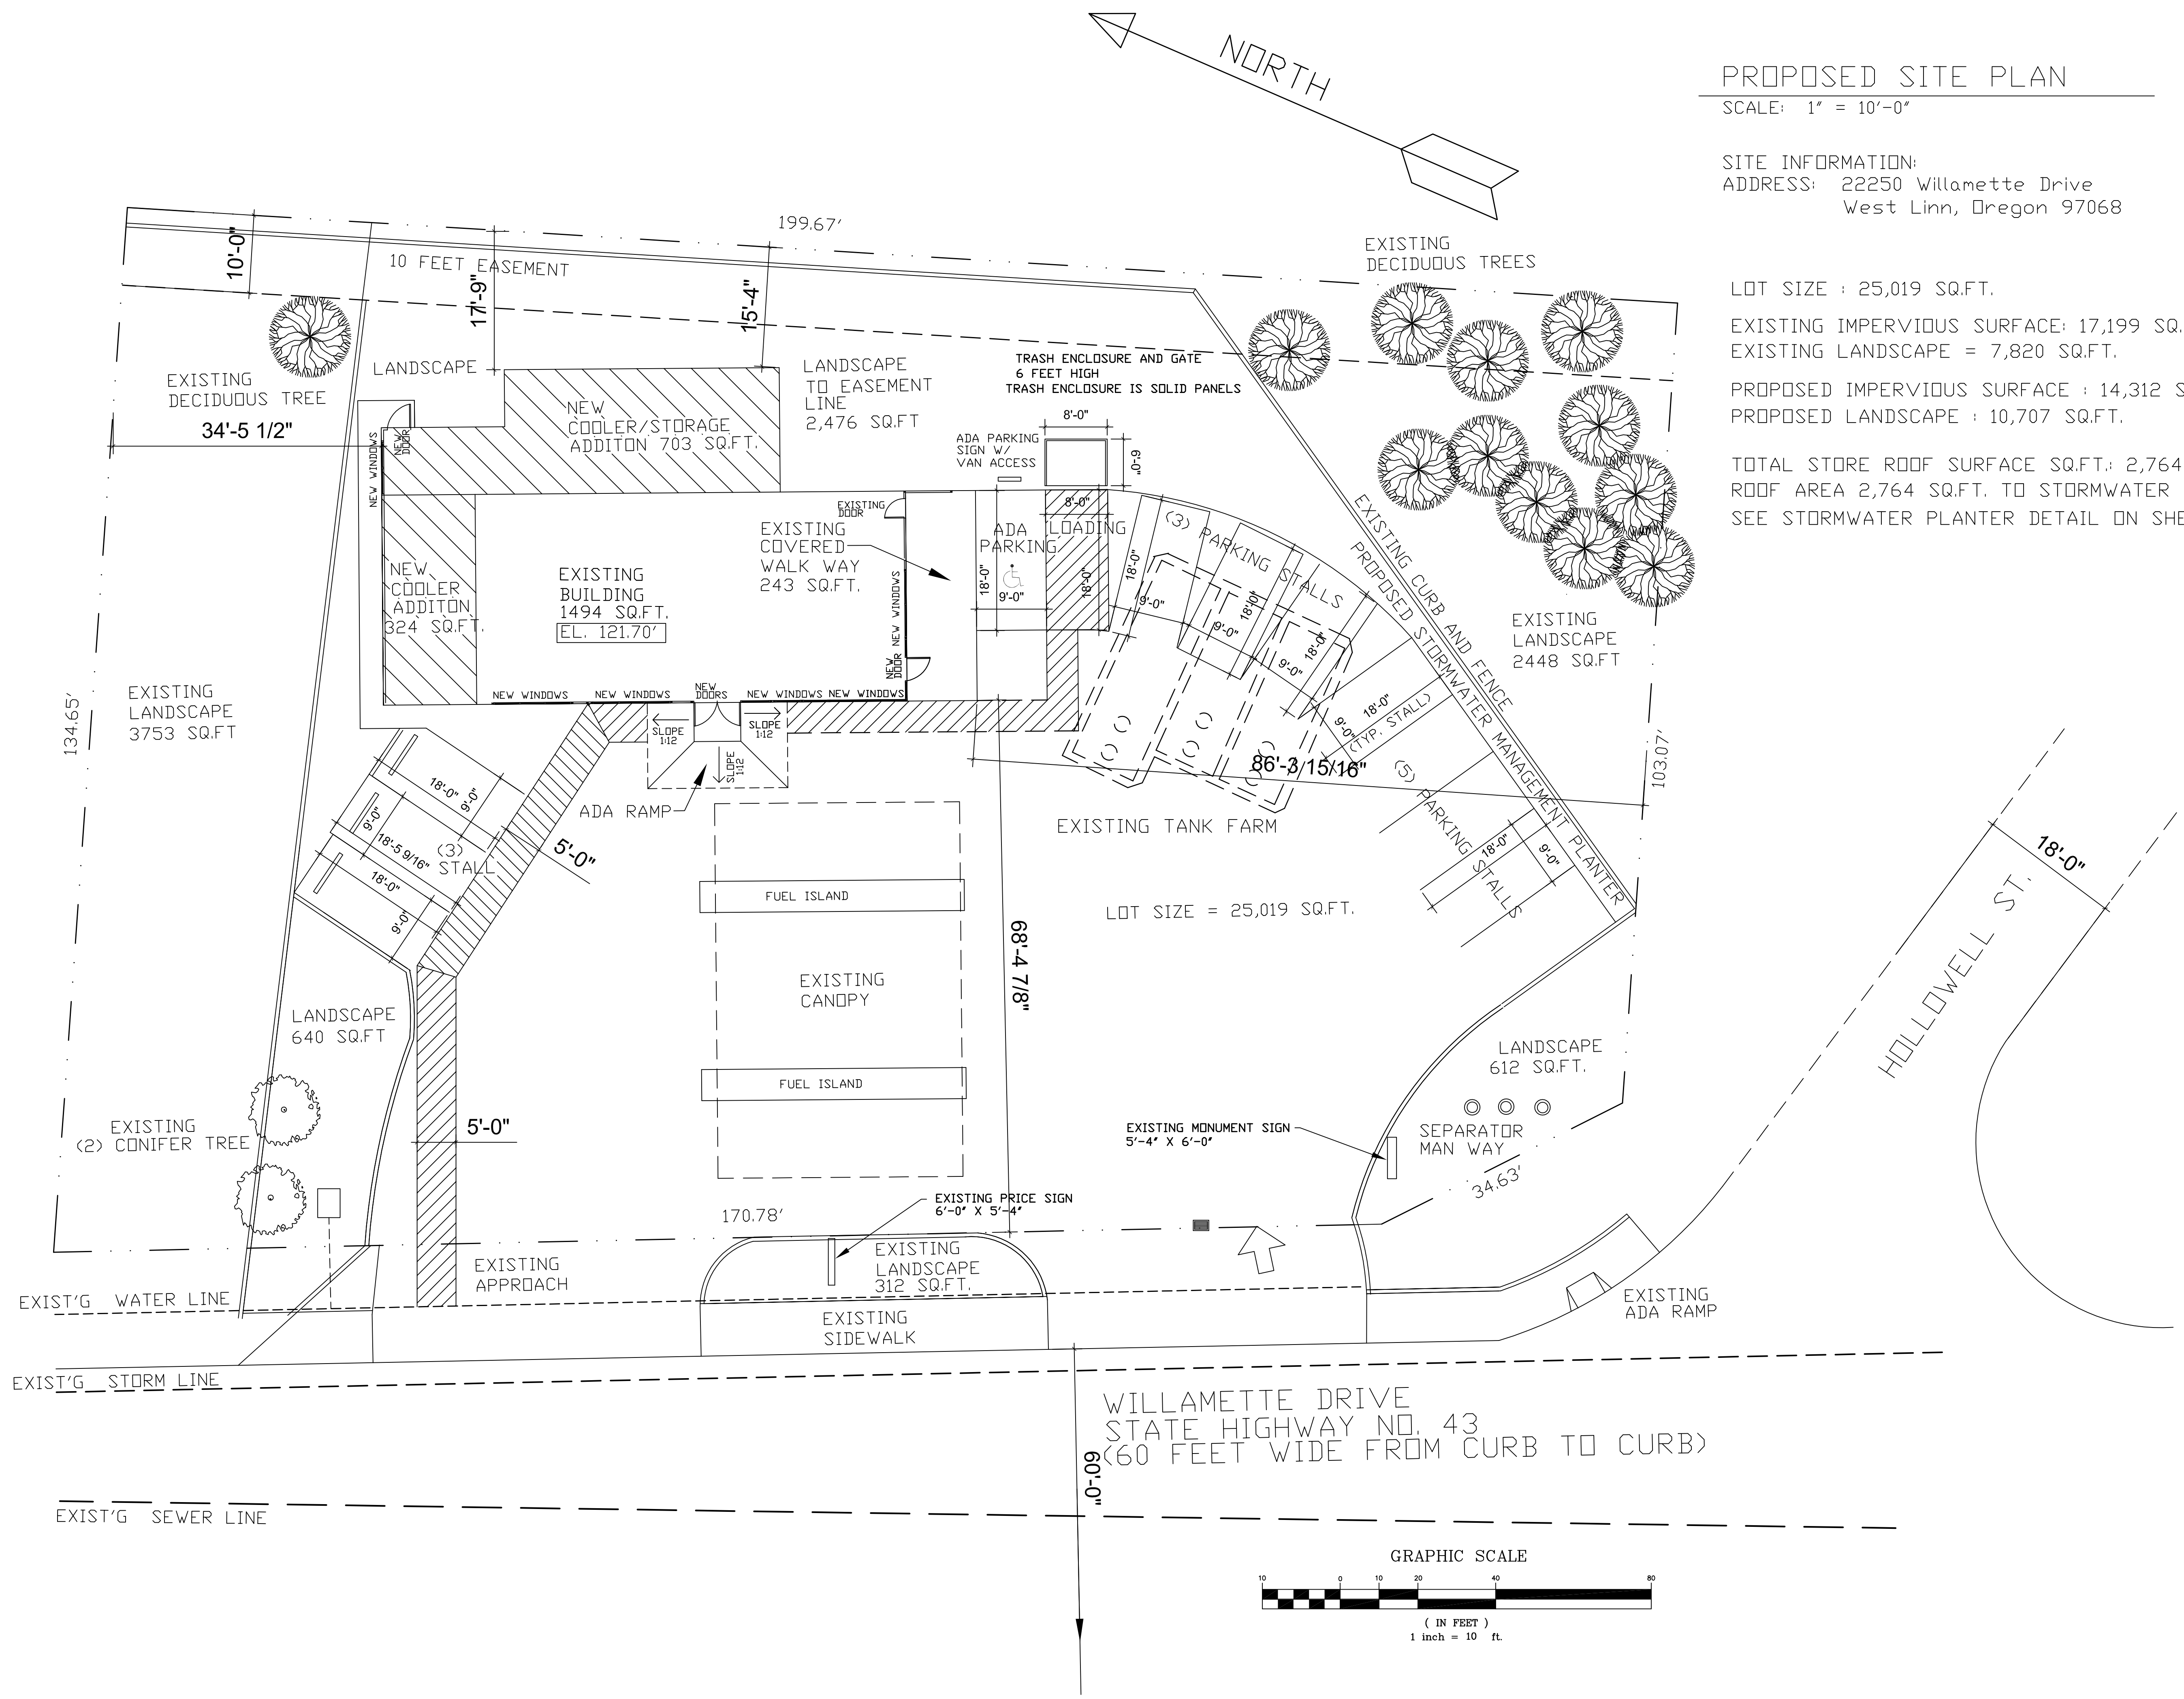 NORTH
PROPOSED SITE PLAN
SCALE: 1" = 10'-0"
SITE INFORMATION:
ADDRESS: 22250 Willamette Drive
West Linn, Oregon 97068
LOT SIZE : 25,019 SQ.FT.
EXISTING IMPERVIOUS SURFACE: 17,199 SQ.
EXISTING LANDSCAPE = 7,820 SQ.FT.
PROPOSED IMPERVIOUS SURFACE : 14,312 S
PROPOSED LANDSCAPE : 10,707 SQ.FT.
TOTAL STORE ROOF SURFACE SQ.FT.: 2,764
ROOF AREA 2,764 SQ.FT. TO STORMWATER
SEE STORMWATER PLANTER DETAIL ON SHE
199.67'
10'-0"
10 FEET EASEMENT
17'-9"
15'-4"
EXISTING
DECIDUOUS TREES
EXISTING
DECIDUOUS TREE
LANDSCAPE
34'-5 1/2"
LANDSCAPE
TO EASEMENT
LINE
2,476 SQ.FT
TRASH ENCLOSURE AND GATE
6 FEET HIGH
TRASH ENCLOSURE IS SOLID PANELS
8'-0"
6'-0"
ADA PARKING
SIGN W/
VAN ACCESS
NEW
COOLER/STORAGE
ADDITON 703 SQ.FT.
NEW WINDOWS
NEW
DOOR
EXISTING
DOOR
EXISTING
COVERED
WALK WAY
243 SQ.FT.
ADA
PARKING
LOADING
8'-0"
18'-0"
9'-0"
18'-0"
(3) PARKING STALLS
18'-0"
9'-0"
18'-0"
9'-0"
18'-0"
9'-0"
9'-0"
18'-0"
(TYP. STALL)
EXISTING CURB AND FENCE
PROPOSED STORMWATER MANAGEMENT PLANTER
NEW
COOLER
ADDITON
324 SQ.FT.
EXISTING
BUILDING
1494 SQ.FT.
EL. 121.70'
NEW WINDOWS
NEW
DOOR
NEW WINDOWS
NEW WINDOWS
NEW
DOORS
NEW WINDOWS
NEW WINDOWS
SLOPE
1:12
SLOPE
1:12
SLOPE
1:12
ADA RAMP
EXISTING
LANDSCAPE
2448 SQ.FT
EXISTING
LANDSCAPE
3753 SQ.FT
134.65'
103.07'
86'-3/15/16"
EXISTING TANK FARM
(5) PARKING STALLS
18'-0"
9'-0"
18'-0"
9'-0"
9'-0"
18'-5 9/16"
18'-0"
9'-0"
(3)
STALL
5'-0"
FUEL ISLAND
LOT SIZE = 25,019 SQ.FT.
68'-4 7/8"
EXISTING
CANOPY
FUEL ISLAND
HOLLOWELL ST.
18'-0"
LANDSCAPE
640 SQ.FT
LANDSCAPE
612 SQ.FT.
EXISTING
(2) CONIFER TREE
5'-0"
EXISTING MONUMENT SIGN
5'-4" X 6'-0"
SEPARATOR
MAN WAY
34.63'
170.78'
EXISTING PRICE SIGN
6'-0" X 5'-4"
EXISTING
APPROACH
EXISTING
LANDSCAPE
312 SQ.FT.
EXISTING
SIDEWALK
EXISTING
ADA RAMP
EXIST'G WATER LINE
EXIST'G STORM LINE
EXIST'G SEWER LINE
WILLAMETTE DRIVE
STATE HIGHWAY NO. 43
(60 FEET WIDE FROM CURB TO CURB)
60'-0"
GRAPHIC SCALE
10 0 10 20 40 80
( IN FEET )
1 inch = 10 ft.